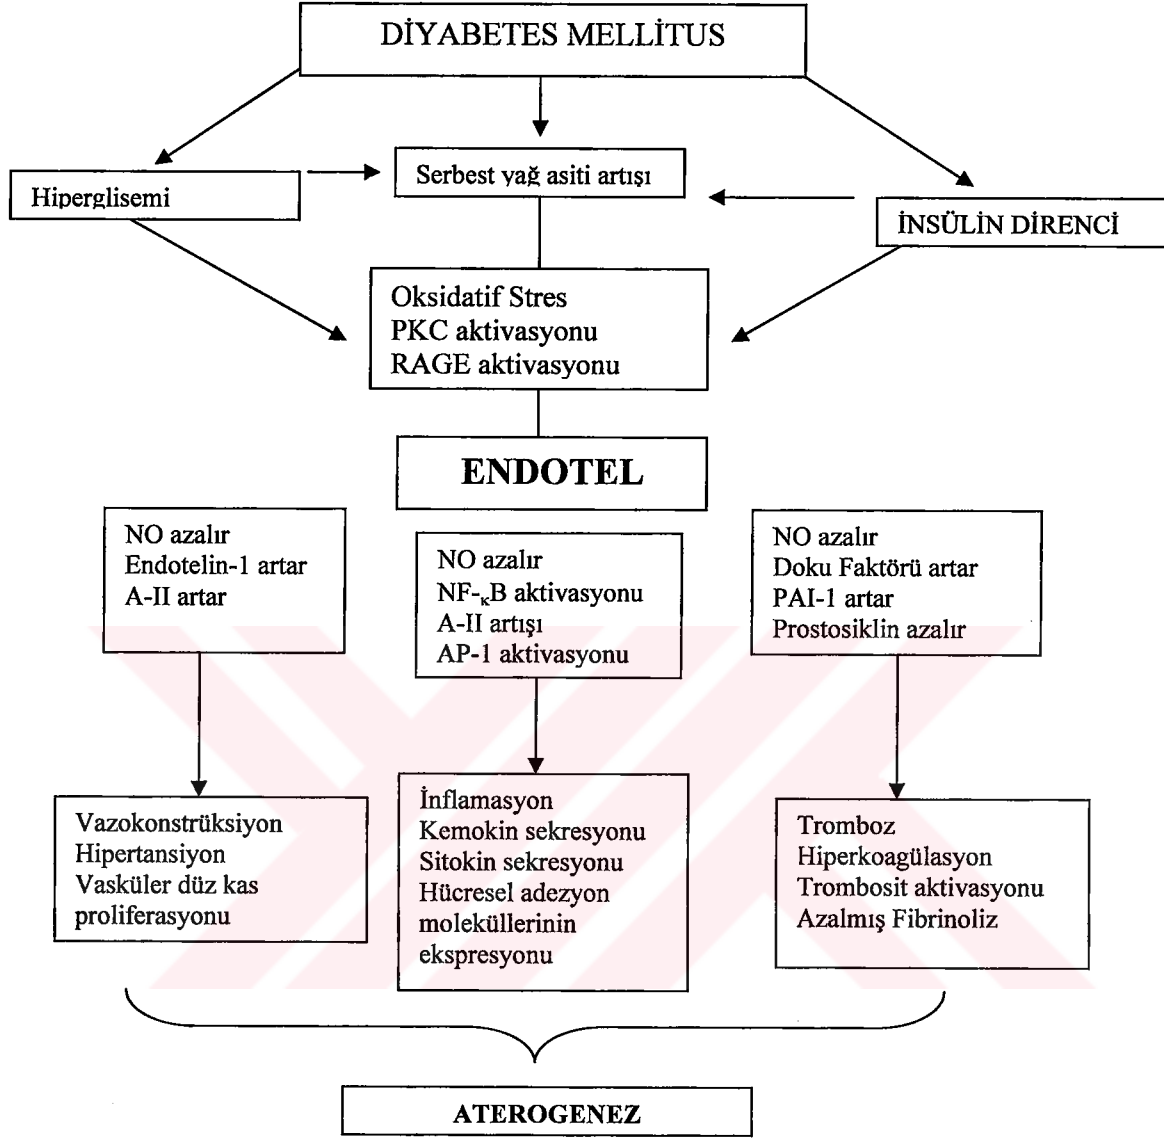 DİYABETES MELLİTUS
Serbest yağ asiti artışı
Hiperglisemi
İNSÜLİN DİRENCİ
Oksidatif Stres
PKC aktivasyonu
RAGE aktivasyonu
ENDOTEL
NO azalır
Endotelin-1 artar
A-II artar
NO azalır
NF-κB aktivasyonu
A-II artışı
AP-1 aktivasyonu
NO azalır
Doku Faktörü artar
PAI-1 artar
Prostosiklin azalır
Vazokonstrüksiyon
Hipertansiyon
Vasküler düz kas
proliferasyonu
İnflamasyon
Kemokin sekresyonu
Sitokin sekresyonu
Hücresel adezyon
moleküllerinin
ekspresyonu
Tromboz
Hiperkoagülasyon
Trombosit aktivasyonu
Azalmış Fibrinoliz
ATEROGENEZ